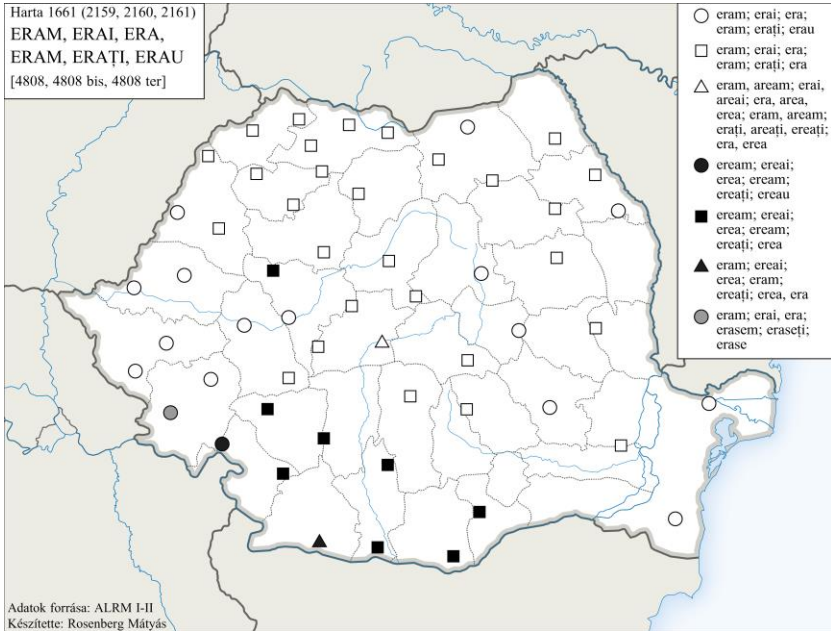 Harta 1661 (2159, 2160, 2161)
ERAM, ERAI, ERA,
ERAM, ERAȚI, ERAU
[4808, 4808 bis, 4808 ter]
eram; erai; era;
eram; erați; erau
eram; erai; era;
eram; erați; era
eram, aream; erai,
areai; era, area,
erea; eram, aream;
erați, areați, ereați;
era, erea
eream; ereai;
erea; eream;
ereați; ereau
eream; ereai;
erea; eream;
ereați; erea
eram; ereai;
erea; eram;
ereați; erea, era
eram; erai, era;
erasem; eraseți;
erase
Adatok forrása: ALRM I-II
Készítette: Rosenberg Mátyás